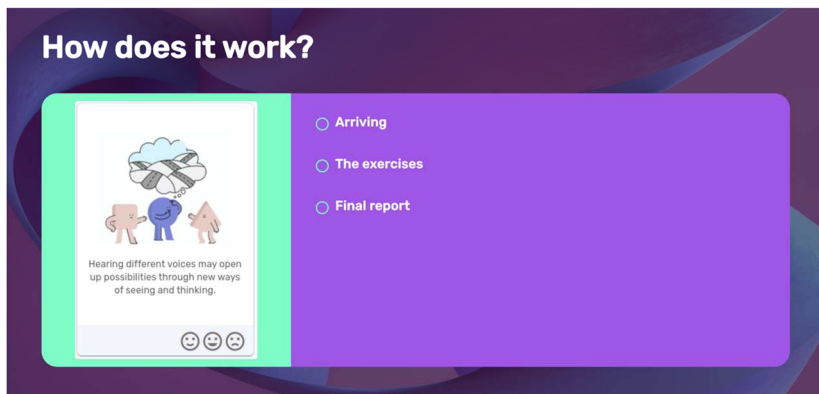 How does it work?
Hearing different voices may open
up possibilities through new ways
of seeing and thinking.
Arriving
The exercises
Final report